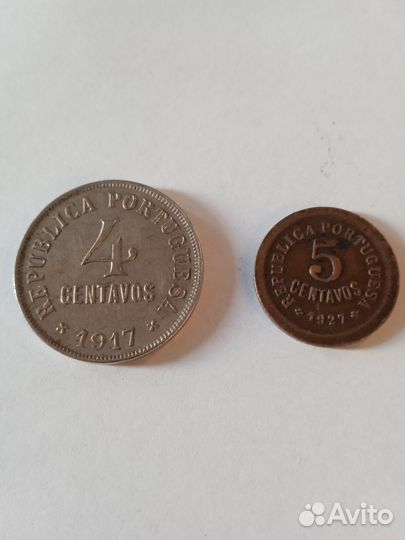 REPUBLICA PORTUGUESA
4
CENTAVOS
* 1917 *
REPUBLICA PORTUGUESA
5
CENTAVOS
* 1927 *
Avito